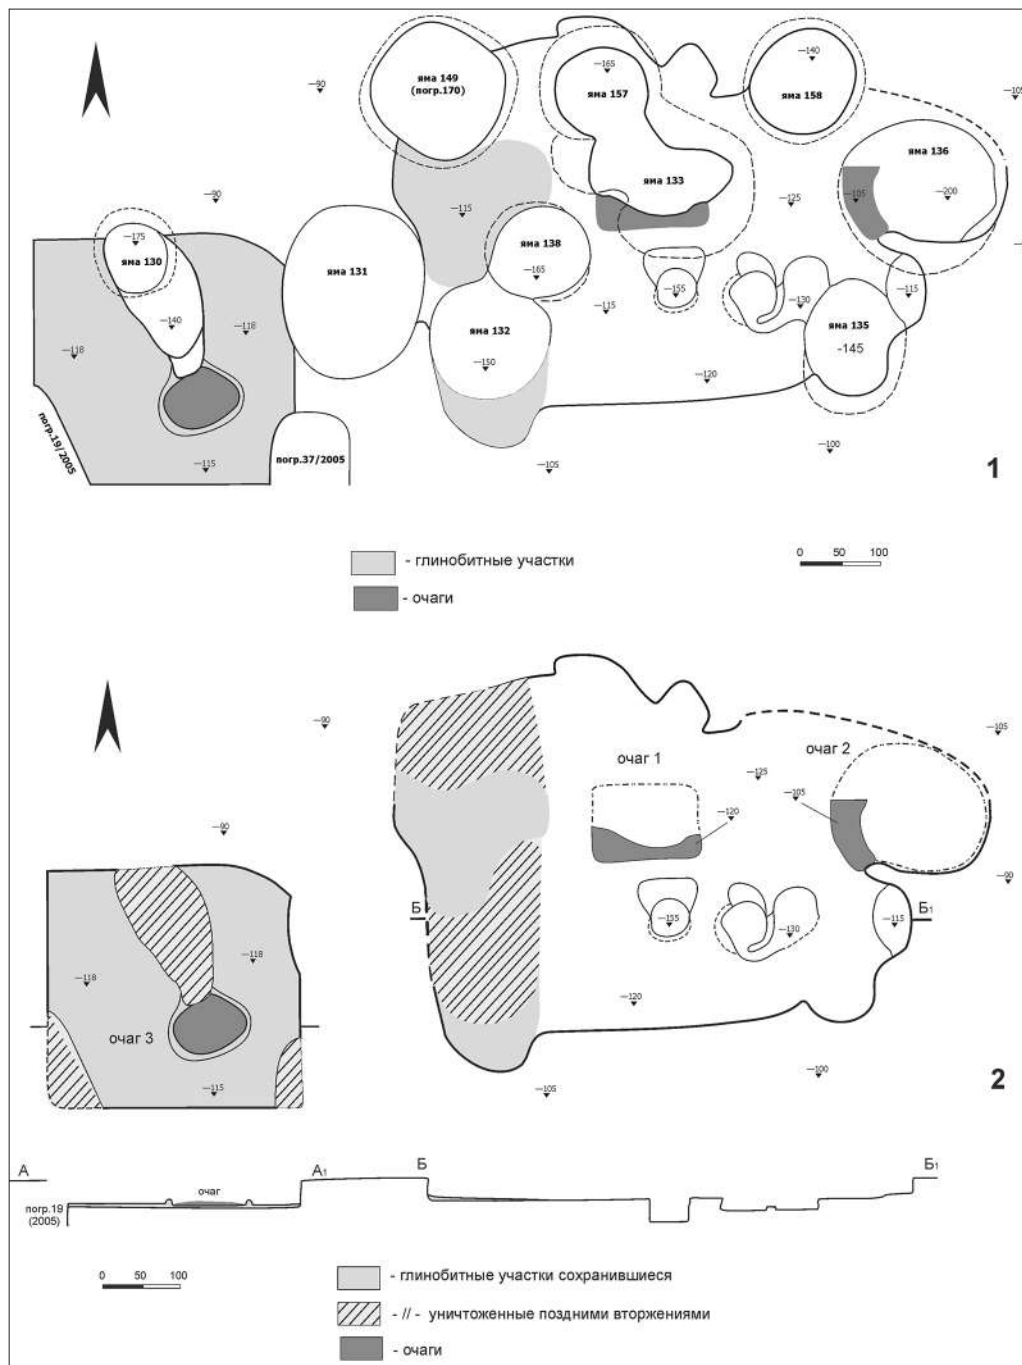 яма 149
(погр.170)
−90
−165
яма 157
−140
яма 158
−105
яма 136
−105
−200
яма 133
−125
−90
−115
−175
яма 130
яма 131
яма 138
−165
−155
−115
−130
−115
−140
−118
−118
яма 132
−150
яма 135
-145
−120
погр.19/2005
погр.37/2005
−115
−105
−100
1
- глинобитные участки
0 50 100
- очаги
−90
−105
очаг 1
очаг 2
−125
−105
−120
−90
−90
Б
Б1
−155
−130
−115
−118
−118
−120
очаг 3
−115
−105
−100
2
А
очаг
А1
Б
Б1
погр.19
(2005)
0 50 100
- глинобитные участки сохранившиеся
- // - уничтоженные поздними вторжениями
- очаги